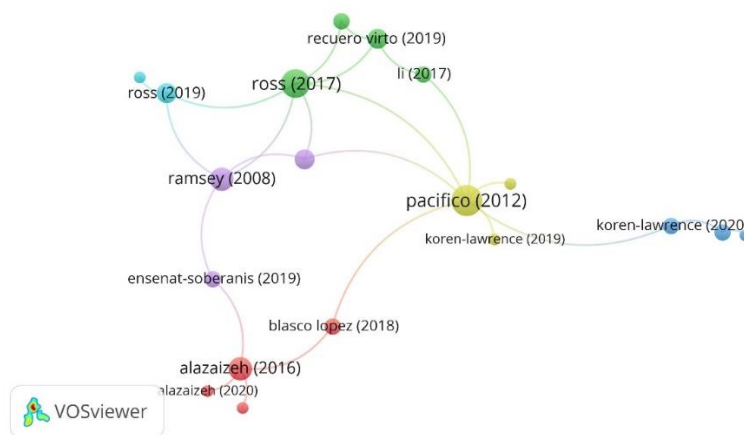 recuero virto (2019)
li (2017)
ross (2017)
ross (2019)
ramsey (2008)
pacifico (2012)
koren-lawrence (2020)
koren-lawrence (2019)
ensenat-soberanis (2019)
blasco lopez (2018)
alazaizeh (2016)
alazaizeh (2020)
VOSviewer